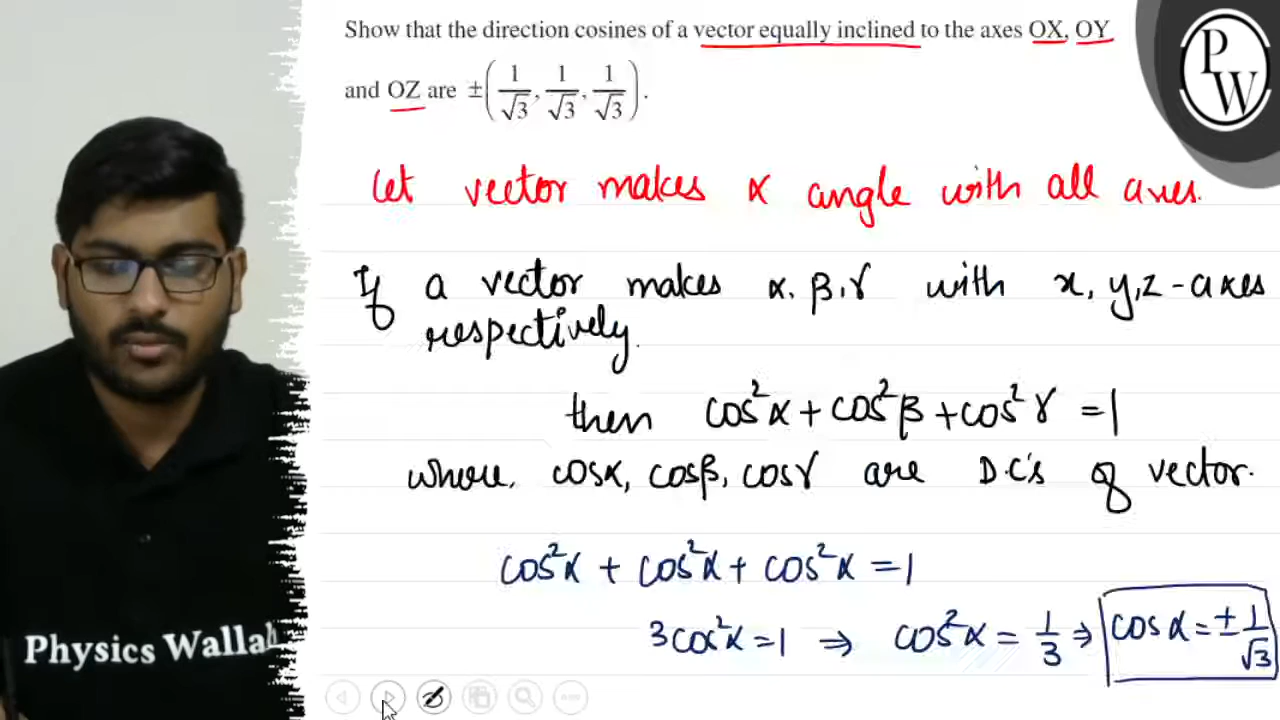 Show that the direction cosines of a vector equally inclined to the axes OX, OY
and OZ are ±(1/√3, 1/√3, 1/√3).
PW
Let vector makes α angle with all axes.
If a vector makes α, β, γ with x, y, z - axes
respectively.
then cos²α + cos²β + cos²γ = 1
where, cosα, cosβ, cosγ are D.C's of vector.
cos²α + cos²α + cos²α = 1
3cos²α = 1 ⇒ cos²α = 1/3 ⇒ cosα = ± 1/√3
Physics Wallah